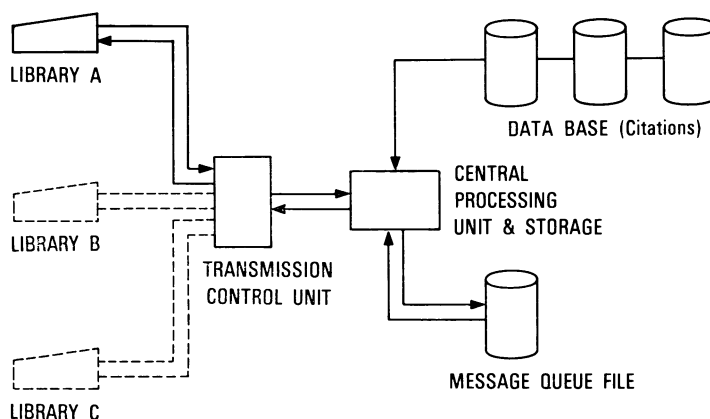 LIBRARY A
DATA BASE (Citations)
CENTRAL
PROCESSING
UNIT & STORAGE
LIBRARY B
TRANSMISSION
CONTROL UNIT
MESSAGE QUEUE FILE
LIBRARY C